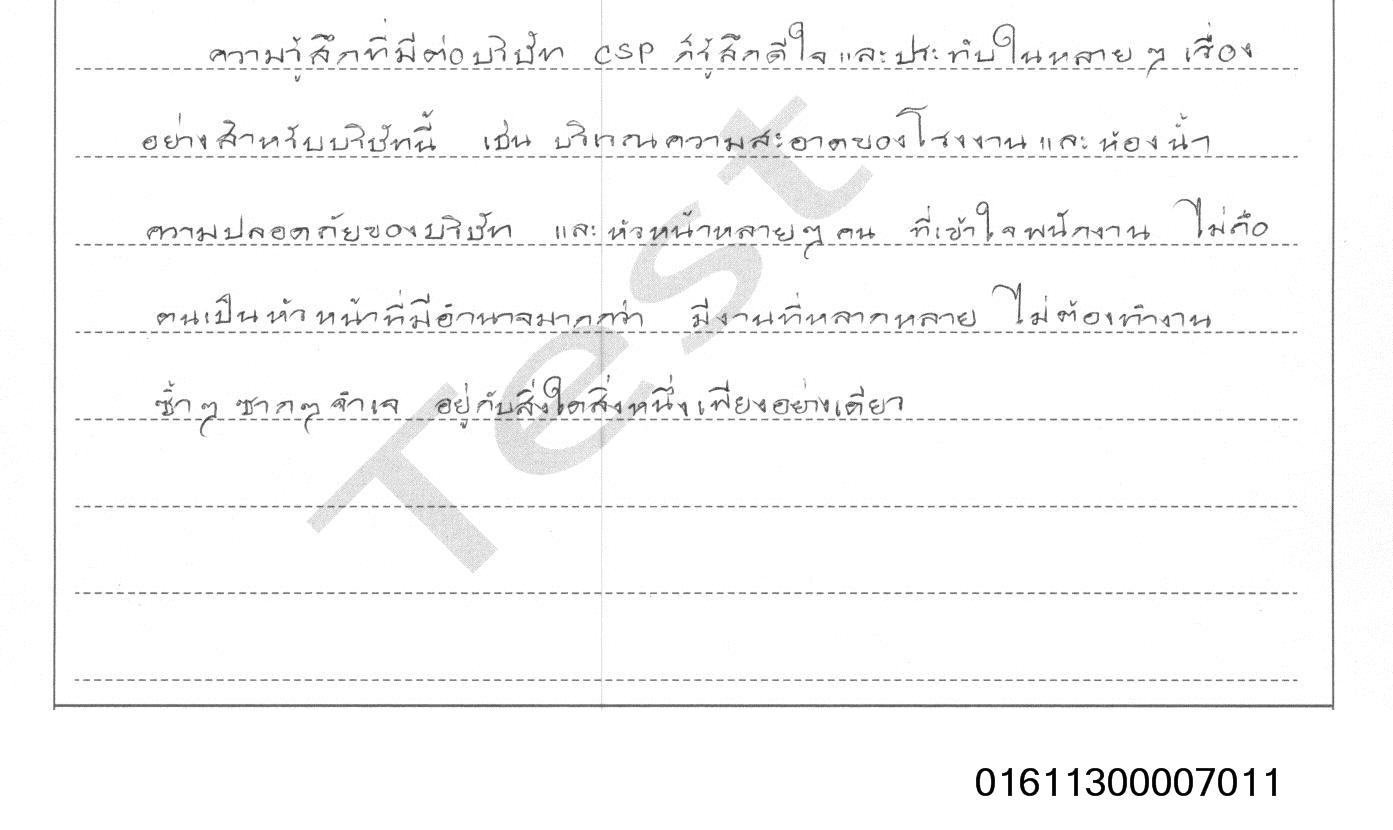 ความรู้สึกที่มีต่อบริษัท CSP ก็รู้สึกดีใจและประทับในหลาย ๆ เรื่อง
อย่างสำหรับบริษัทนี้ เช่น บริเวณความสะอาดของโรงงานและห้องน้ำ
ความปลอดภัยของบริษัท และหัวหน้าหลายๆ คน ที่เข้าใจพนักงาน ไม่ถือ
ตนเป็นหัวหน้าที่มีอำนาจมากกว่า มีงานที่หลากหลาย ไม่ต้องทำงาน
ซ้ำๆ ซากๆ จำเจ อยู่กับสิ่งใดสิ่งหนึ่งเพียงอย่างเดียว
Test
01611300007011